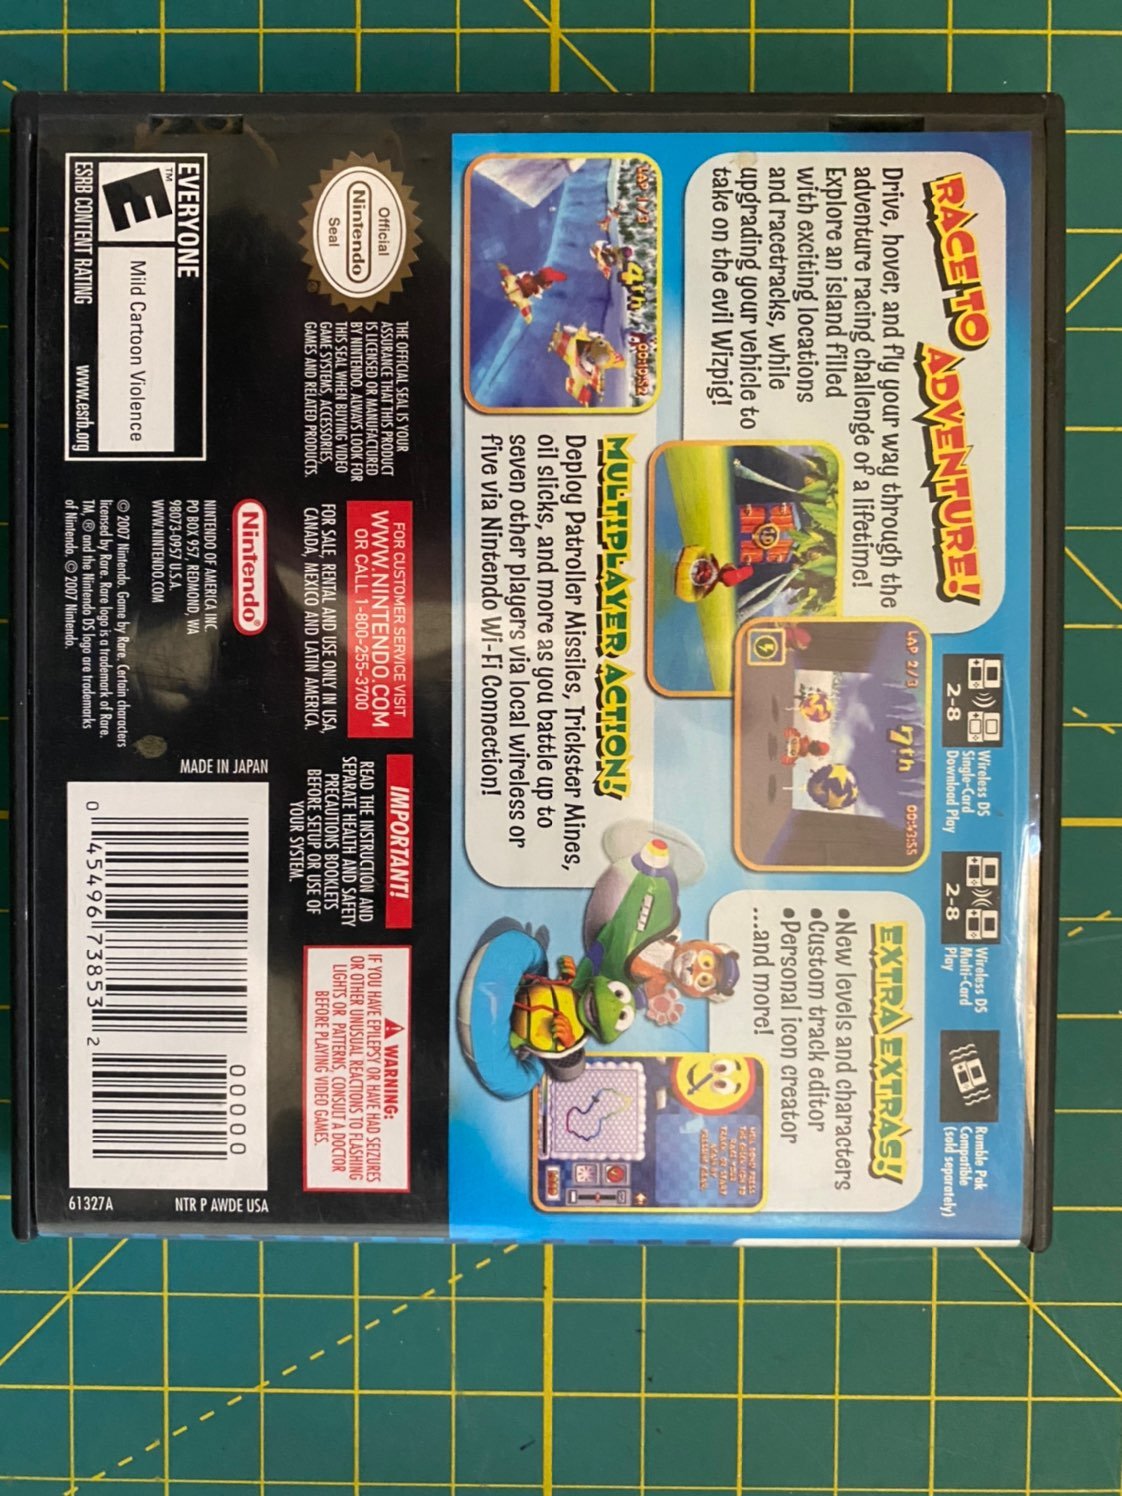 RACE TO ADVENTURE!
Drive, hover, and fly your way through the
adventure racing challenge of a lifetime!
Explore an island filled
with exciting locations
and racetracks, while
upgrading your vehicle to
take on the evil Wizpig!
2-8
Wireless DS
Single-Card
Download Play
2-8
Wireless DS
Multi-Card
Play
Rumble Pak
Compatible
(sold separately)
LAP 1/3
4th
00:19:52
LAP 2/3
7th
00:43:55
MULTIPLAYER ACTION!
Deploy Patroller Missiles, Trickster Mines,
oil slicks, and more as you battle up to
seven other players via local wireless or
five via Nintendo Wi-Fi Connection!
EXTRA EXTRAS!
•New levels and characters
•Custom track editor
•Personal icon creator
...and more!
Official
Nintendo
Seal
®
THE OFFICIAL SEAL IS YOUR
ASSURANCE THAT THIS PRODUCT
IS LICENSED OR MANUFACTURED
BY NINTENDO. ALWAYS LOOK FOR
THIS SEAL WHEN BUYING VIDEO
GAME SYSTEMS, ACCESSORIES,
GAMES AND RELATED PRODUCTS.
FOR CUSTOMER SERVICE VISIT
WWW.NINTENDO.COM
OR CALL 1-800-255-3700
FOR SALE, RENTAL AND USE ONLY IN USA,
CANADA, MEXICO AND LATIN AMERICA.
IMPORTANT!
READ THE INSTRUCTION AND
SEPARATE HEALTH AND SAFETY
PRECAUTIONS BOOKLETS
BEFORE SETUP OR USE OF
YOUR SYSTEM.
WARNING:
IF YOU HAVE EPILEPSY OR HAVE HAD SEIZURES
OR OTHER UNUSUAL REACTIONS TO FLASHING
LIGHTS OR PATTERNS, CONSULT A DOCTOR
BEFORE PLAYING VIDEO GAMES.
EVERYONE
E
™
Mild Cartoon Violence
ESRB CONTENT RATING
www.esrb.org
Nintendo®
NINTENDO OF AMERICA INC.
PO BOX 957, REDMOND, WA
98073-0957 U.S.A.
WWW.NINTENDO.COM
© 2007 Nintendo. Game by Rare. Certain characters
licensed by Rare. Rare logo is a trademark of Rare.
TM, ® and the Nintendo DS logo are trademarks
of Nintendo. © 2007 Nintendo.
MADE IN JAPAN
0 45496 73853 2
00000
61327A
NTR P AWDE USA